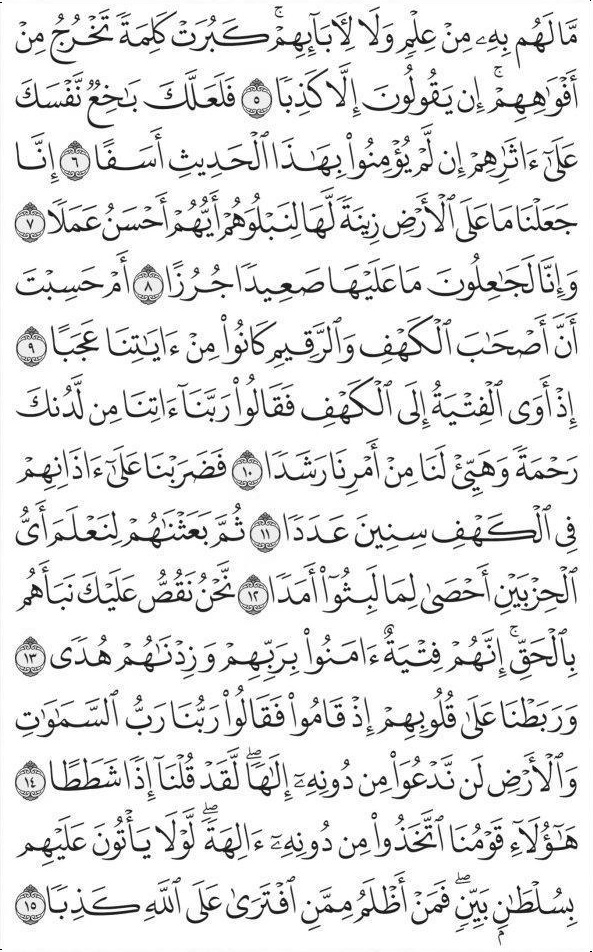 مَّا لَهُم بِهِۦ مِنْ عِلْمٍ وَلَا لِأٓبَآئِهِمْ ۚ كَبُرَتْ كَلِمَةً تَخْرُجُ مِنْ
أَفْوَٰهِهِمْ ۚ إِن يَقُولُونَ إِلَّا كَذِبًا ٥ فَلَعَلَّكَ بَٰخِعٌ نَّفْسَكَ
عَلَىٰٓ ءَاثَٰرِهِمْ إِن لَّمْ يُؤْمِنُوا۟ بِهَٰذَا ٱلْحَدِيثِ أَسَفًا ٦ إِنَّا
جَعَلْنَا مَا عَلَى ٱلْأَرْضِ زِينَةً لَّهَا لِنَبْلُوَهُمْ أَيُّهُمْ أَحْسَنُ عَمَلًا ٧
وَإِنَّا لَجَٰعِلُونَ مَا عَلَيْهَا صَعِيدًا جُرُزًا ٨ أَمْ حَسِبْتَ
أَنَّ أَصْحَٰبَ ٱلْكَهْفِ وَٱلرَّقِيمِ كَانُوا۟ مِنْ ءَايَٰتِنَا عَجَبًا ٩
إِذْ أَوَى ٱلْفِتْيَةُ إِلَى ٱلْكَهْفِ فَقَالُوا۟ رَبَّنَآ ءَاتِنَا مِن لَّدُنكَ
رَحْمَةً وَهَيِّئْ لَنَا مِنْ أَمْرِنَا رَشَدًا ١٠ فَضَرَبْنَا عَلَىٰٓ ءَاذَانِهِمْ
فِى ٱلْكَهْفِ سِنِينَ عَدَدًا ١١ ثُمَّ بَعَثْنَٰهُمْ لِنَعْلَمَ أَىُّ
ٱلْحِزْبَيْنِ أَحْصَىٰ لِمَا لَبِثُوٓا۟ أَمَدًا ١٢ نَّحْنُ نَقُصُّ عَلَيْكَ نَبَأَهُم
بِٱلْحَقِّ ۚ إِنَّهُمْ فِتْيَةٌ ءَامَنُوا۟ بِرَبِّهِمْ وَزِدْنَٰهُمْ هُدًى ١٣
وَرَبَطْنَا عَلَىٰ قُلُوبِهِمْ إِذْ قَامُوا۟ فَقَالُوا۟ رَبُّنَا رَبُّ ٱلسَّمَٰوَٰتِ
وَٱلْأَرْضِ لَن نَّدْعُوَا۟ مِن دُونِهِۦٓ إِلَٰهًا ۖ لَّقَدْ قُلْنَآ إِذًا شَطَطًا ١٤
هَٰٓؤُلَآءِ قَوْمُنَا ٱتَّخَذُوا۟ مِن دُونِهِۦٓ ءَالِهَةً ۖ لَّوْلَا يَأْتُونَ عَلَيْهِم
بِسُلْطَٰنٍۭ بَيِّنٍ ۖ فَمَنْ أَظْلَمُ مِمَّنِ ٱفْتَرَىٰ عَلَى ٱللَّهِ كَذِبًا ١٥